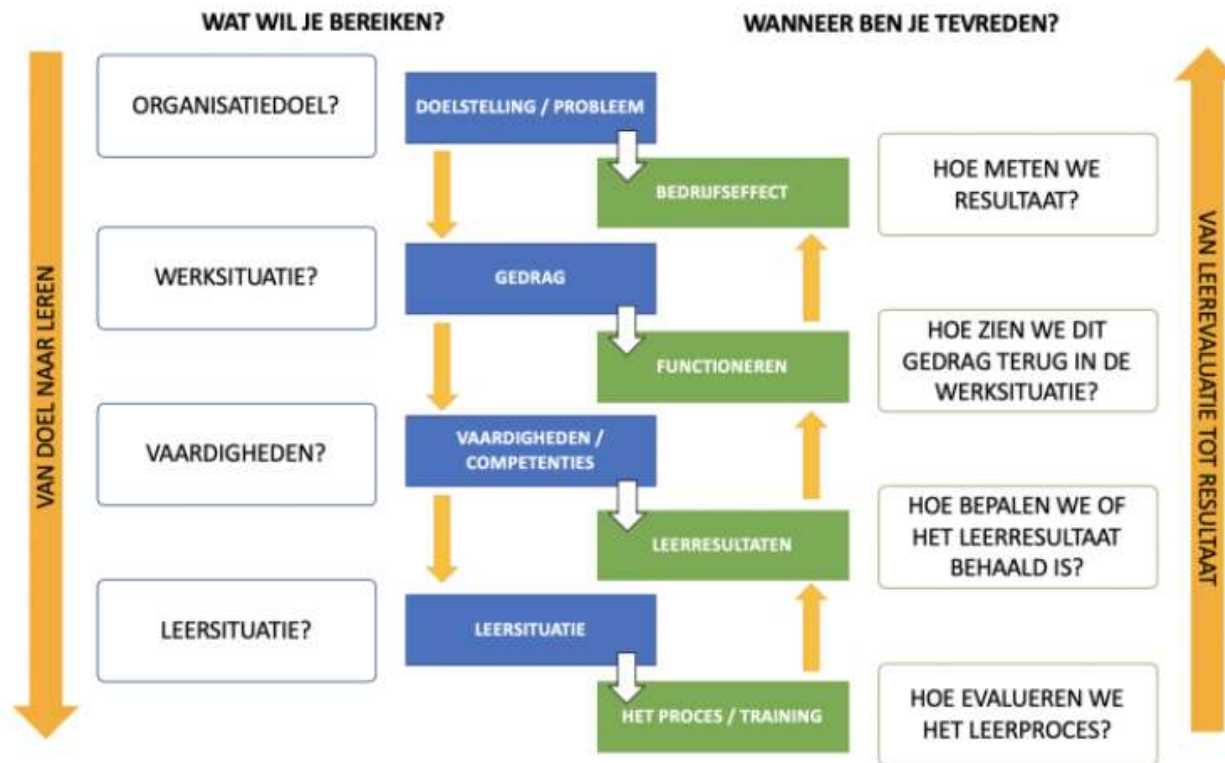 WAT WIL JE BEREIKEN?
WANNEER BEN JE TEVREDEN?
VAN DOEL NAAR LEREN
ORGANISATIEDOEL?
DOELSTELLING / PROBLEEM
BEDRIJFSEFFECT
HOE METEN WE
RESULTAAT?
WERKSITUATIE?
GEDRAG
FUNCTIONEREN
HOE ZIEN WE DIT
GEDRAG TERUG IN DE
WERKSITUATIE?
VAARDIGHEDEN?
VAARDIGHEDEN /
COMPETENTIES
LEERRESULTATEN
HOE BEPALEN WE OF
HET LEERRESULTAAT
BEHAALD IS?
LEERSITUATIE?
LEERSITUATIE
HET PROCES / TRAINING
HOE EVALUEREN WE
HET LEERPROCES?
VAN LEEREVALUATIE TOT RESULTAAT